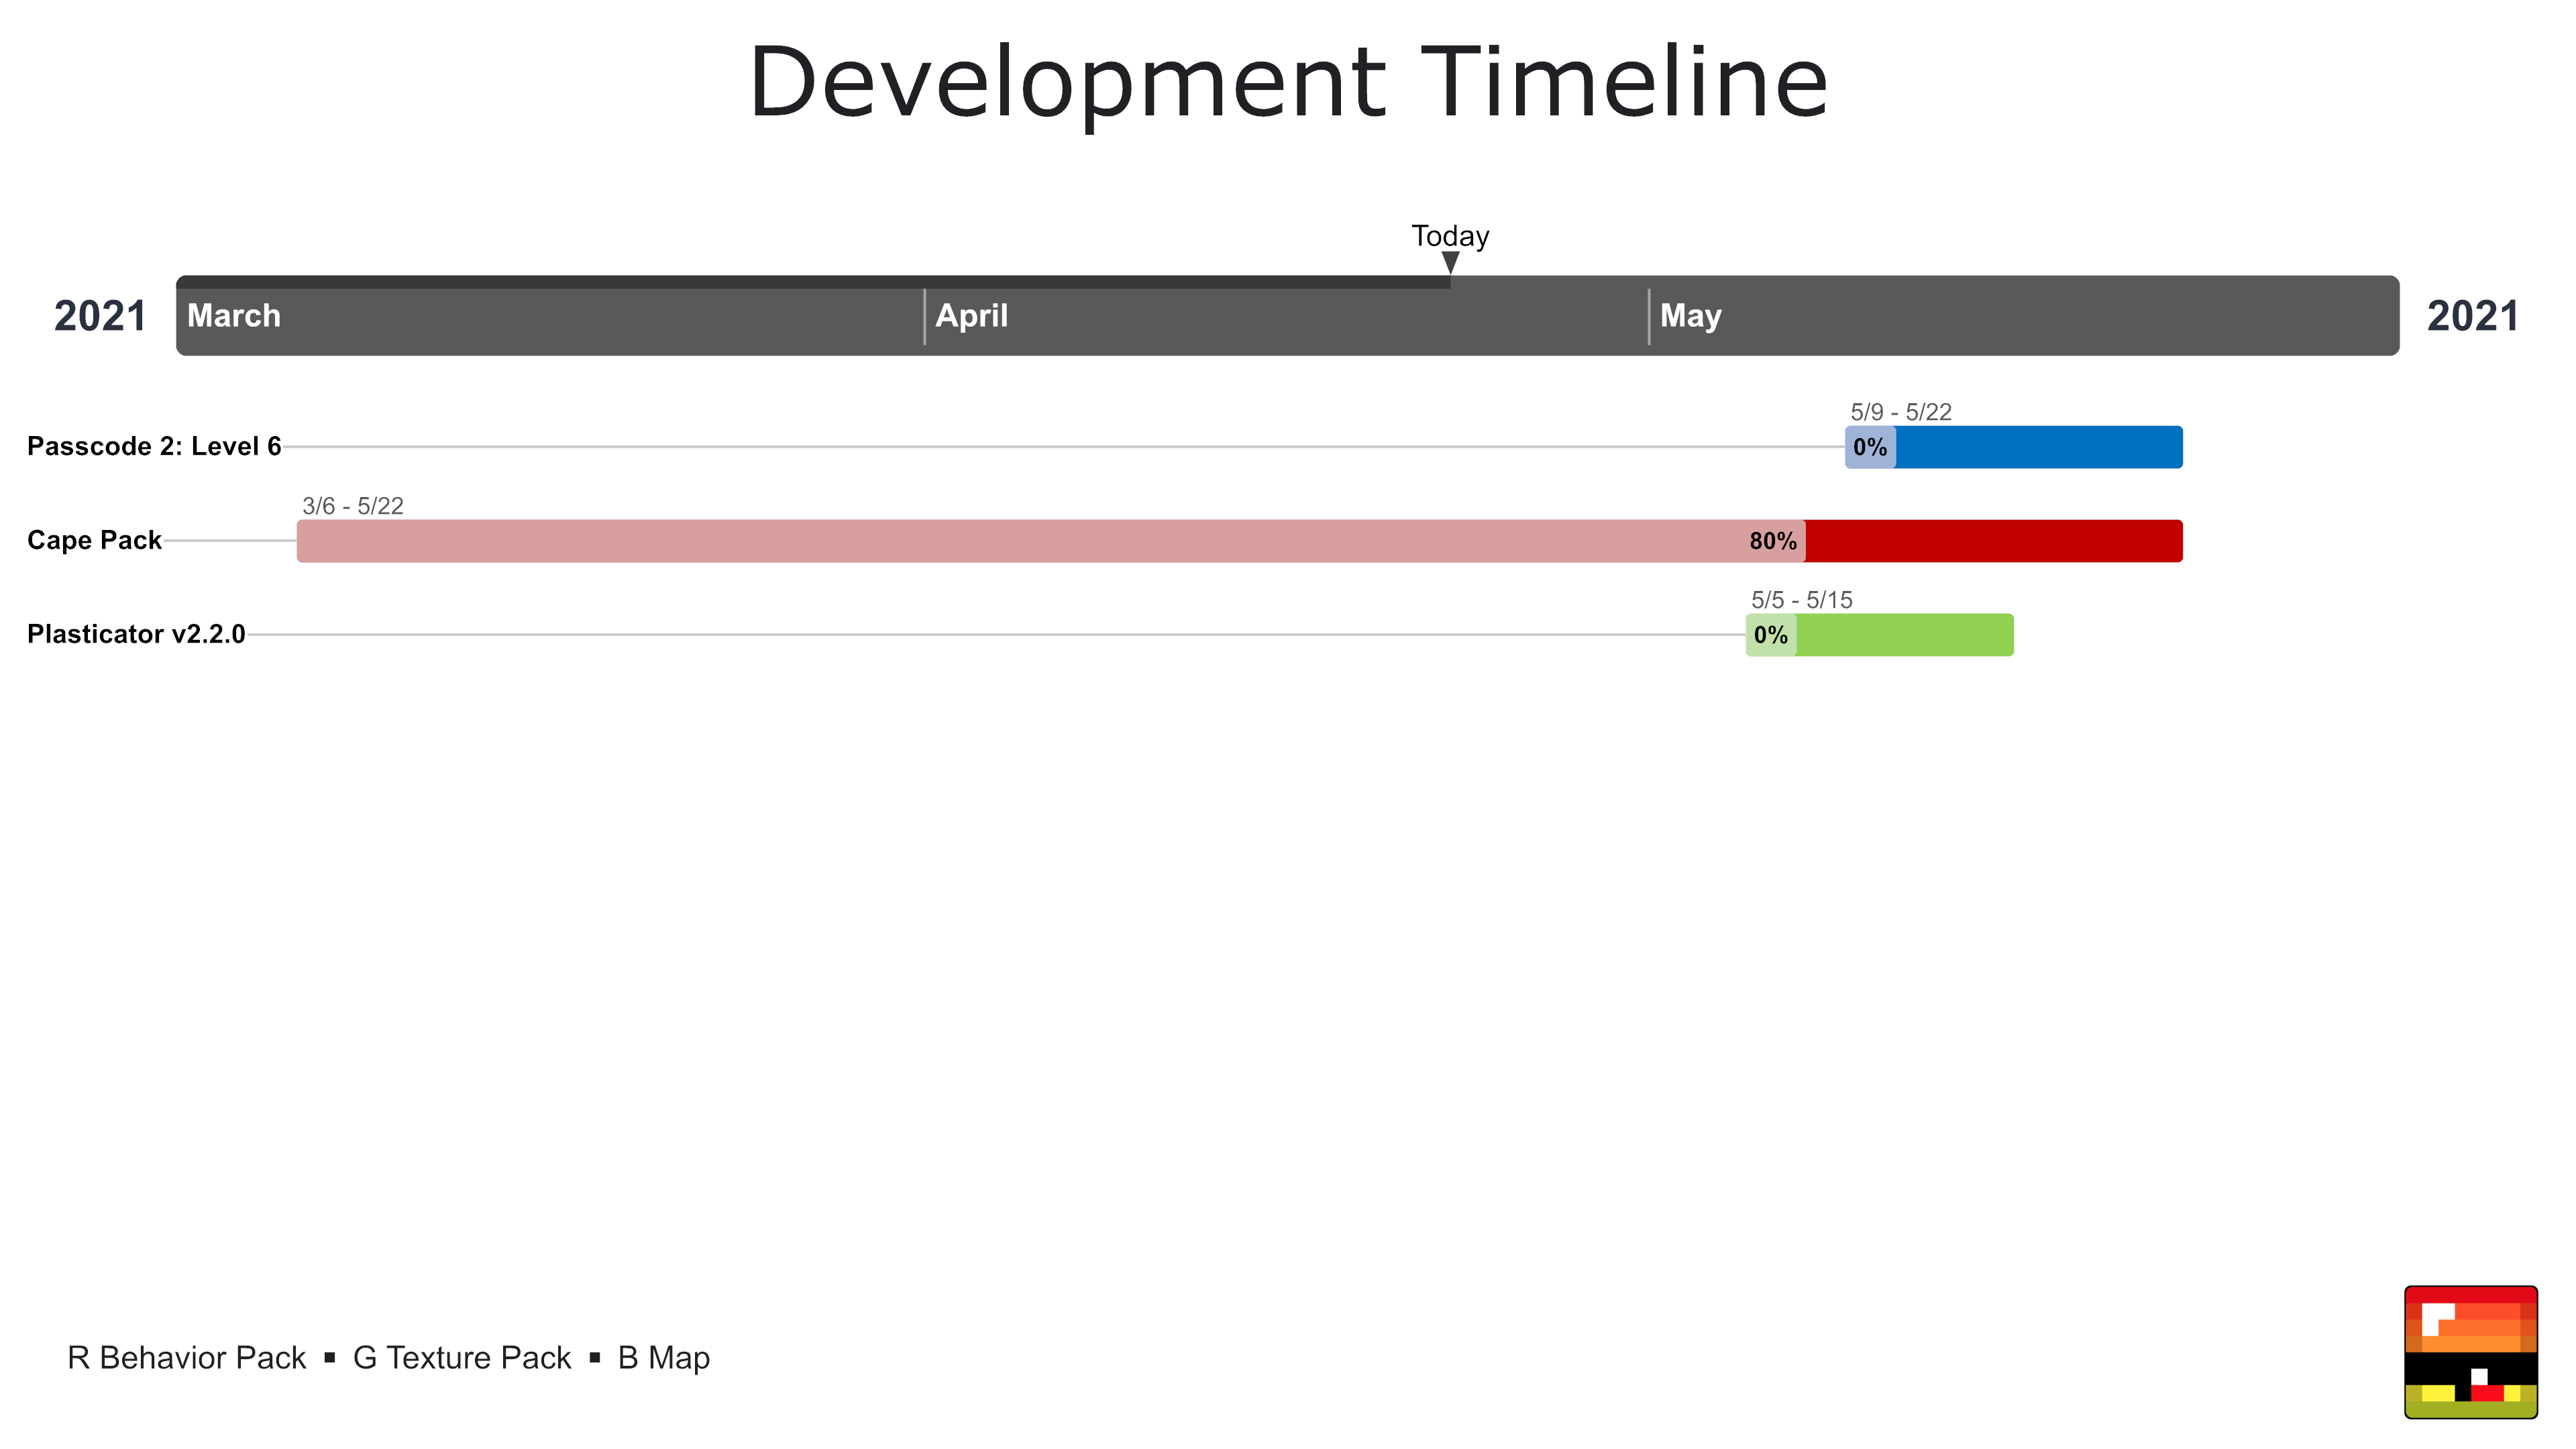 Development Timeline
Today
2021 March April May 2021
5/9 - 5/22
Passcode 2: Level 6 0%
3/6 - 5/22
Cape Pack 80%
5/5 - 5/15
Plasticator v2.2.0 0%
R Behavior Pack ▪ G Texture Pack ▪ B Map